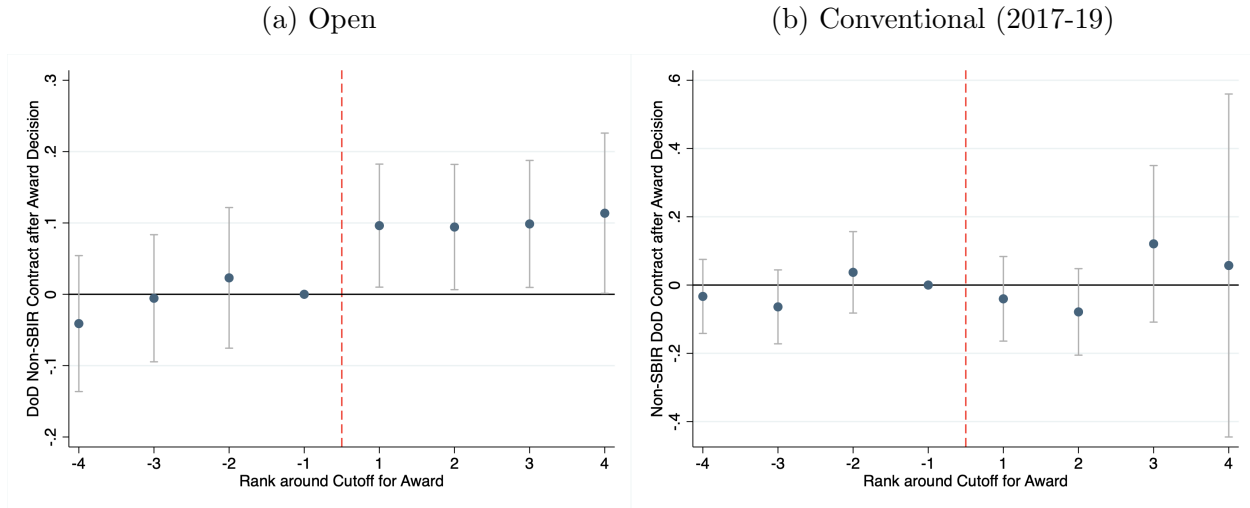 (a) Open
DoD Non-SBIR Contract after Award Decision
.3
.2
.1
0
-.1
-.2
-4 -3 -2 -1 1 2 3 4
Rank around Cutoff for Award
(b) Conventional (2017-19)
Non-SBIR DoD Contract after Award Decision
.6
.4
.2
0
-.2
-.4
-4 -3 -2 -1 1 2 3 4
Rank around Cutoff for Award